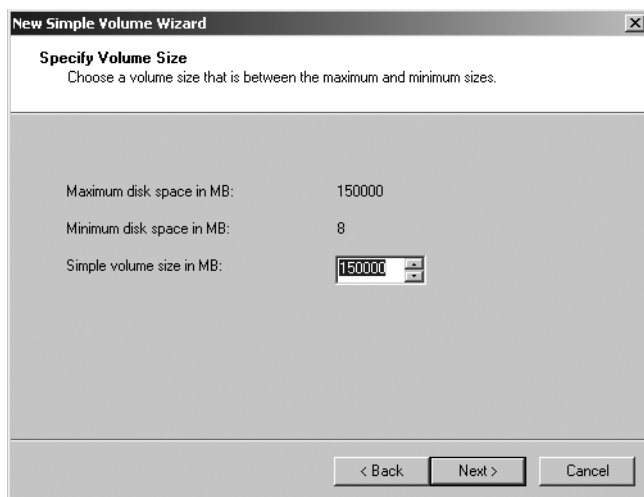 New Simple Volume Wizard
Specify Volume Size
Choose a volume size that is between the maximum and minimum sizes.
Maximum disk space in MB: 150000
Minimum disk space in MB: 8
Simple volume size in MB: 150000
< Back Next > Cancel